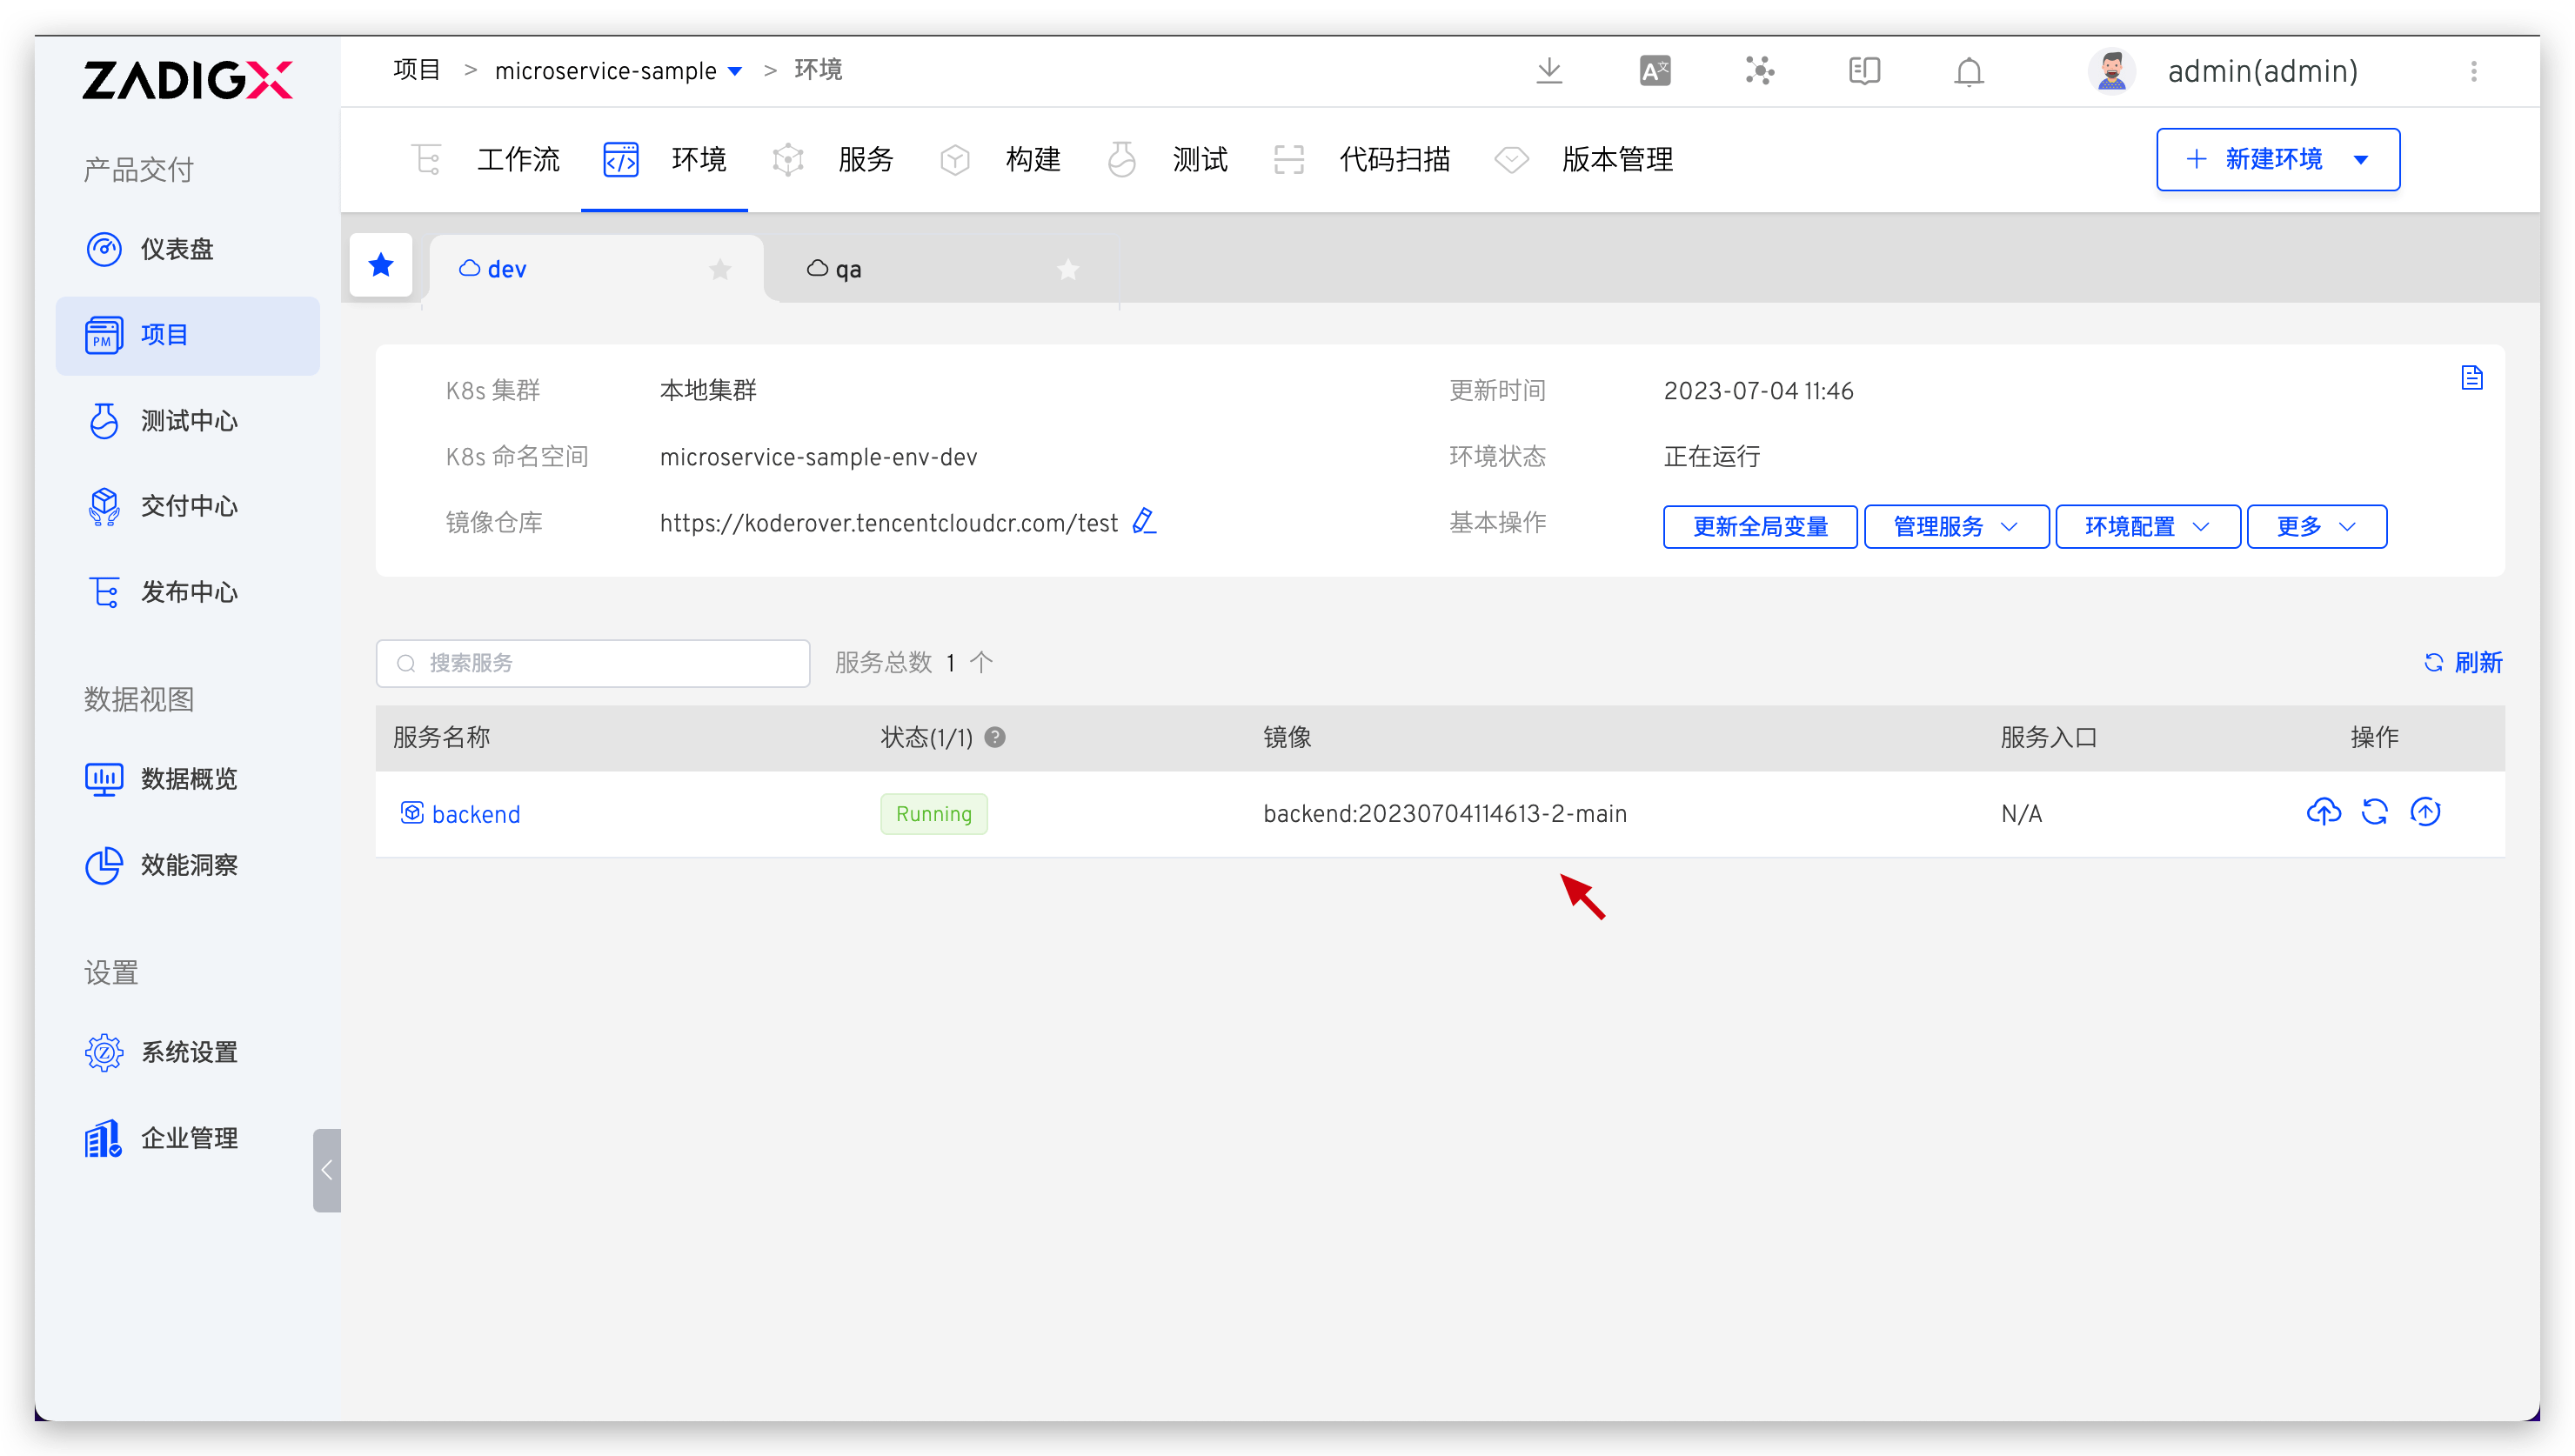 ZADIGX
项目 > microservice-sample > 环境
admin(admin)
产品交付
仪表盘
项目
测试中心
交付中心
发布中心
数据视图
数据概览
效能洞察
设置
系统设置
企业管理
工作流 环境 服务 构建 测试 代码扫描 版本管理
+ 新建环境
dev
qa
K8s 集群 本地集群 更新时间 2023-07-04 11:46
K8s 命名空间 microservice-sample-env-dev 环境状态 正在运行
镜像仓库 https://koderover.tencentcloudcr.com/test 基本操作 更新全局变量 管理服务 环境配置 更多
搜索服务 服务总数 1 个 刷新
服务名称 状态(1/1) ? 镜像 服务入口 操作
backend Running backend:20230704114613-2-main N/A